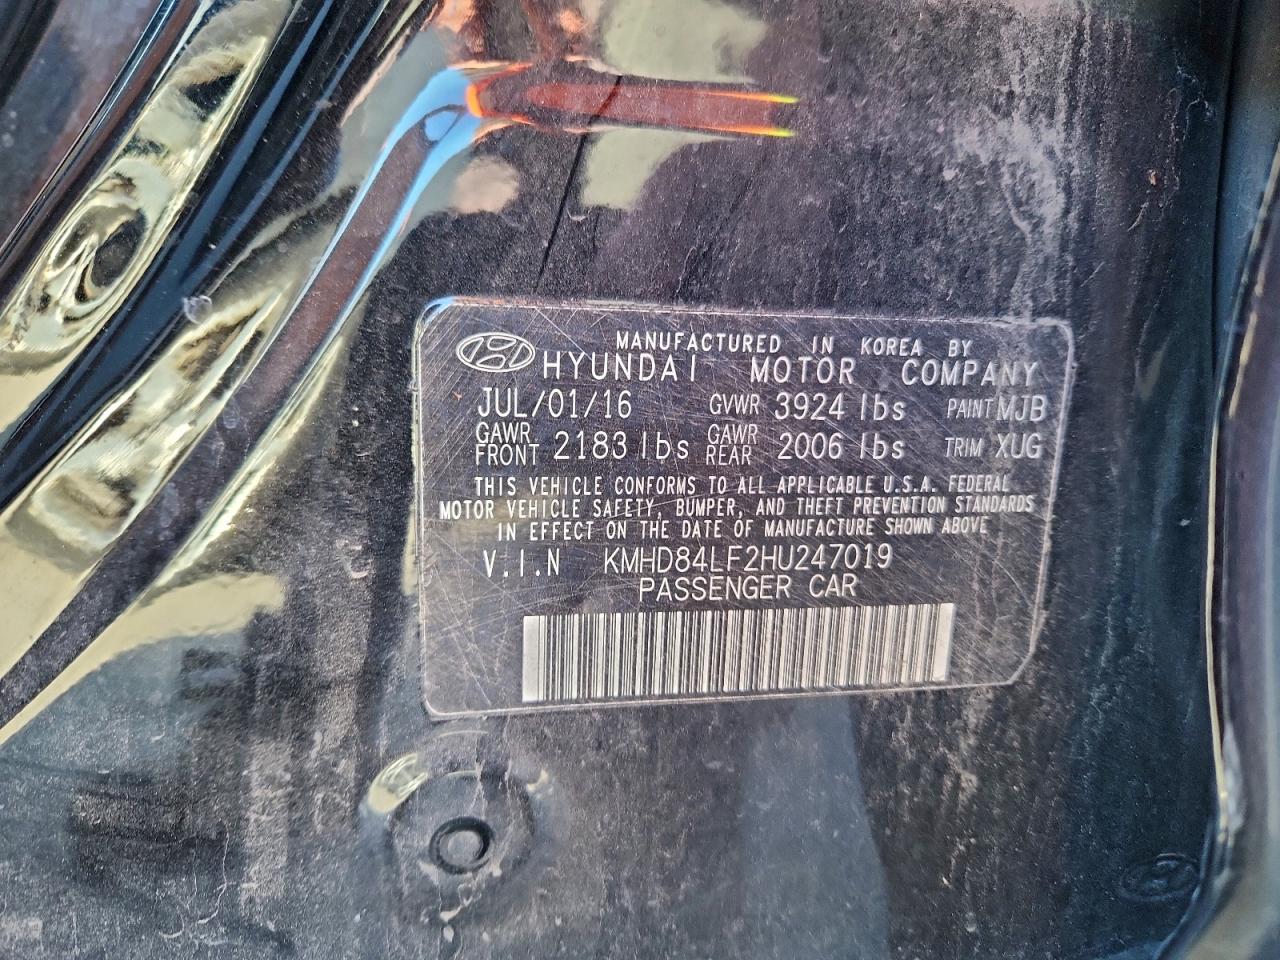 MANUFACTURED IN KOREA BY
HYUNDAI MOTOR COMPANY
JUL/01/16 GVWR 3924 lbs PAINT MJB
GAWR FRONT 2183 lbs GAWR REAR 2006 lbs TRIM XUG
THIS VEHICLE CONFORMS TO ALL APPLICABLE U.S.A. FEDERAL
MOTOR VEHICLE SAFETY, BUMPER, AND THEFT PREVENTION STANDARDS
IN EFFECT ON THE DATE OF MANUFACTURE SHOWN ABOVE
V.I.N KMHD84LF2HU247019
PASSENGER CAR